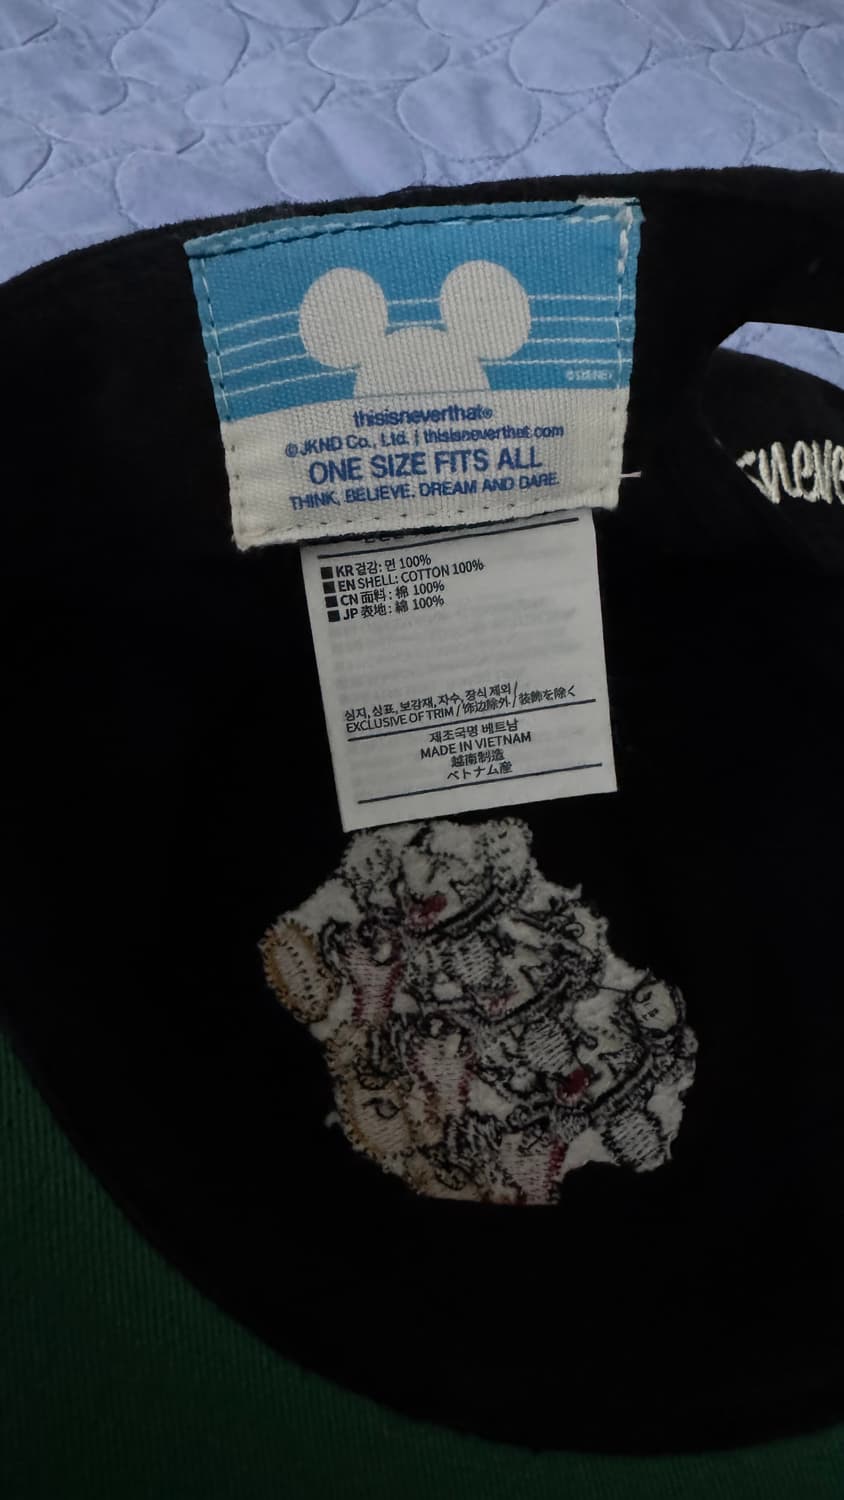 ©DISNEY
thisisneverthat®
© JKND Co., Ltd. | thisisneverthat.com
ONE SIZE FITS ALL
THINK, BELIEVE, DREAM AND DARE.
neve
KR 겉감: 면 100%
EN SHELL: COTTON 100%
CN 面料: 棉 100%
JP 表地: 綿 100%
심지, 상표, 보강재, 자수, 장식 제외/
EXCLUSIVE OF TRIM/饰边除外/装飾を除く
제조국명 베트남
MADE IN VIETNAM
越南制造
ベトナム産